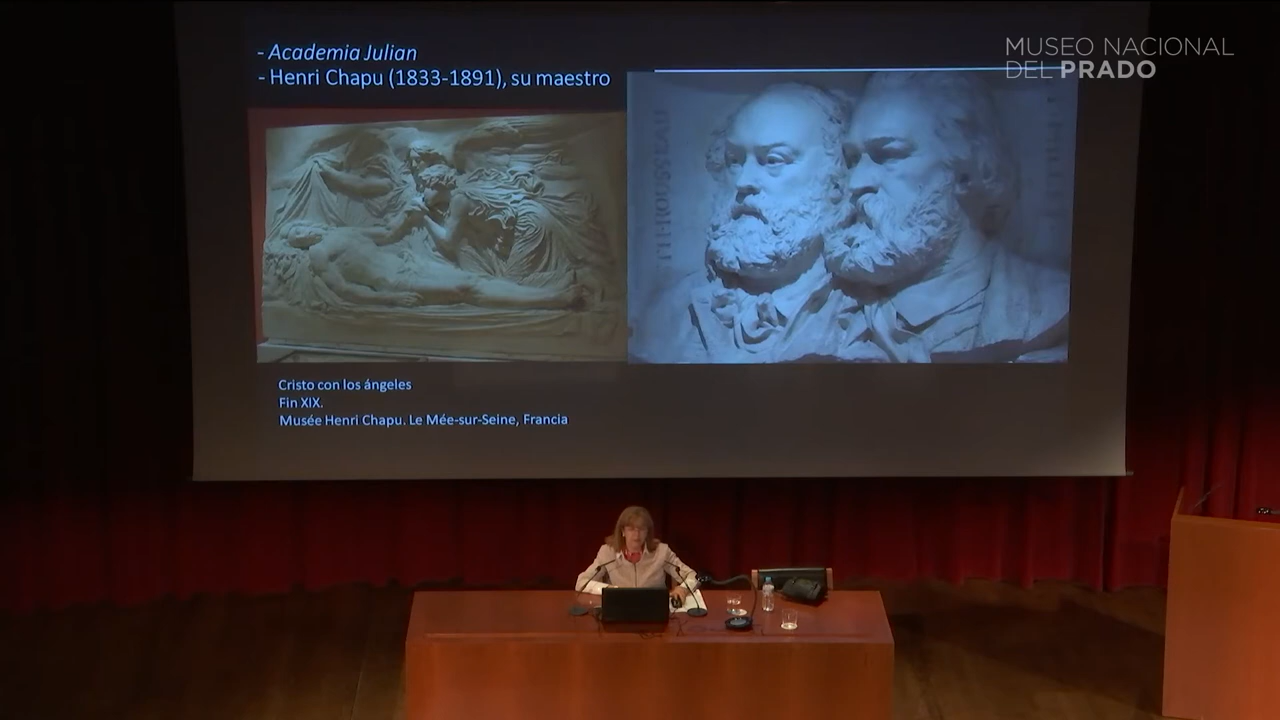 - Academia Julian
- Henri Chapu (1833-1891), su maestro
MUSEO NACIONAL
DEL PRADO
Cristo con los ángeles
Fin XIX.
Musée Henri Chapu. Le Mée-sur-Seine, Francia